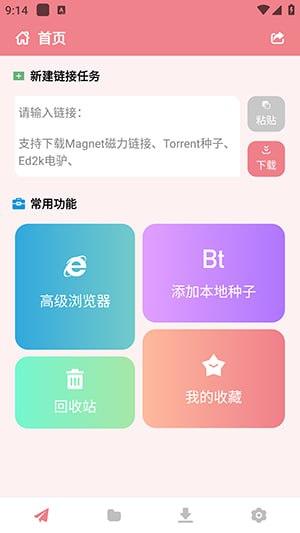 9:14
首页
新建链接任务
请输入链接：
支持下载Magnet磁力链接、Torrent种子、
Ed2k电驴、
粘贴
下载
常用功能
高级浏览器
Bt
添加本地种子
回收站
我的收藏